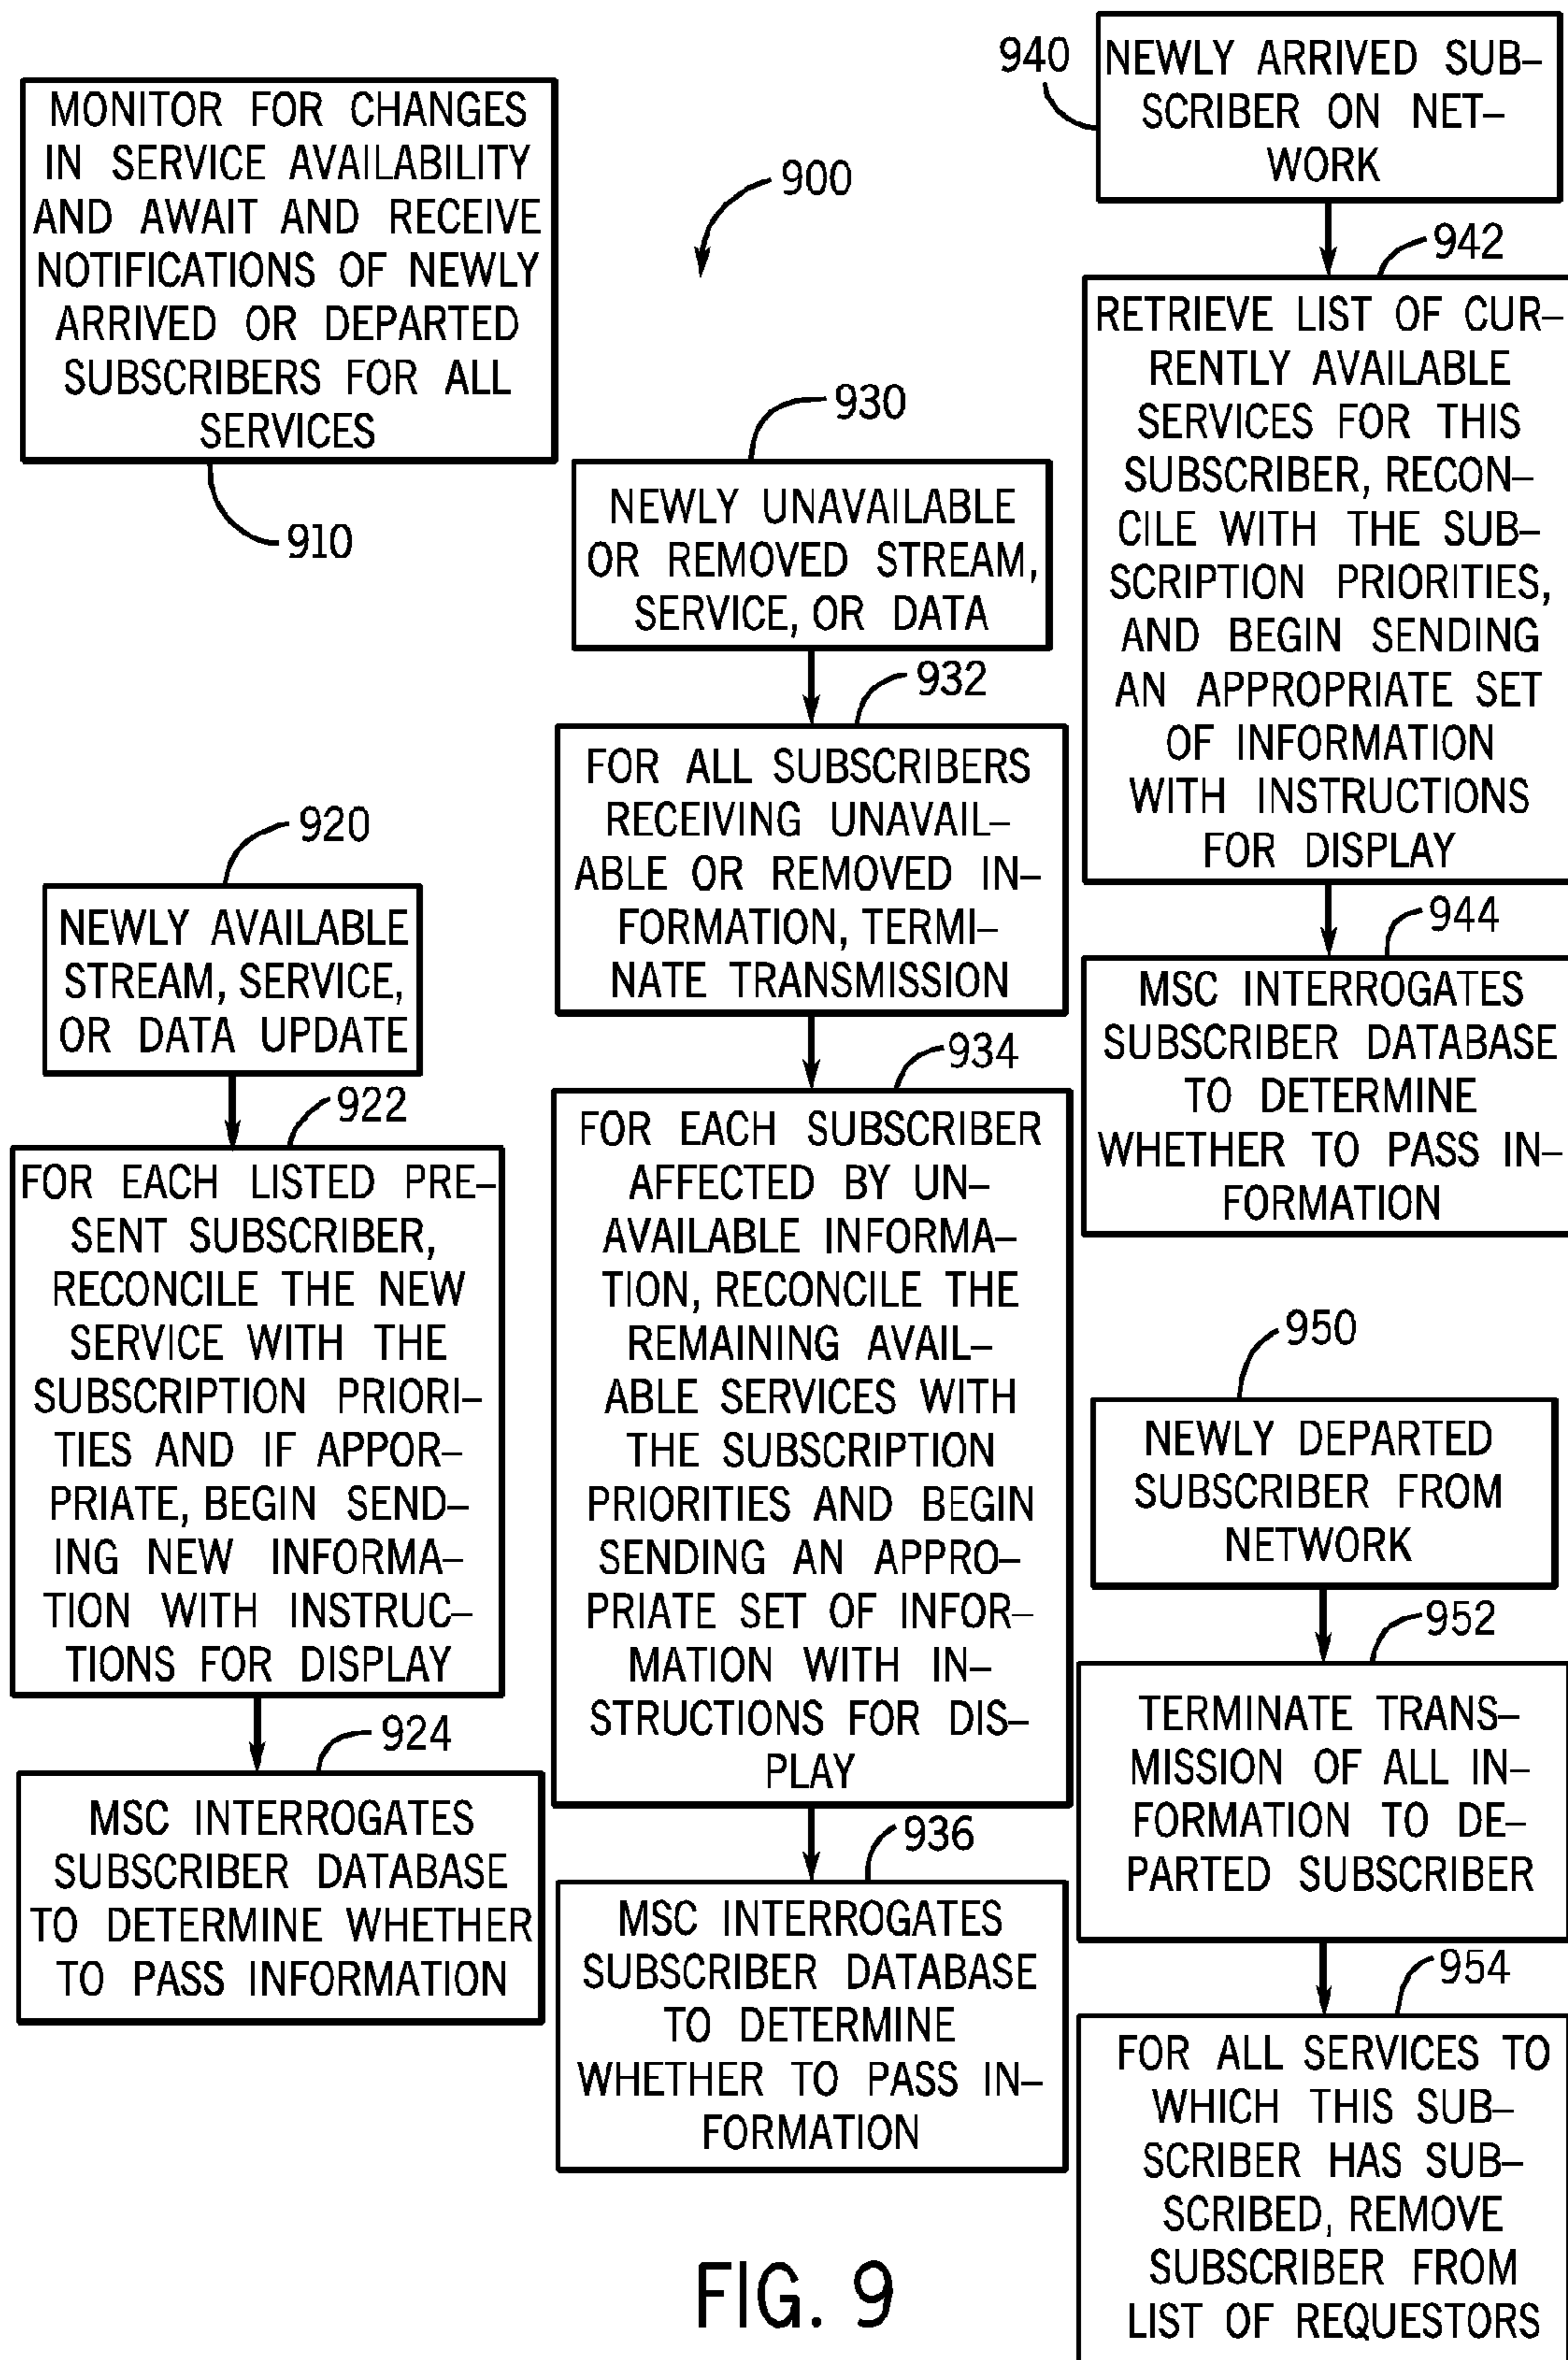 MONITOR FOR CHANGES
IN SERVICE AVAILABILITY
AND AWAIT AND RECEIVE
NOTIFICATIONS OF NEWLY
ARRIVED OR DEPARTED
SUBSCRIBERS FOR ALL
SERVICES
910
900
920
NEWLY AVAILABLE
STREAM, SERVICE,
OR DATA UPDATE
922
FOR EACH LISTED PRE–
SENT SUBSCRIBER,
RECONCILE THE NEW
SERVICE WITH THE
SUBSCRIPTION PRIORI–
TIES AND IF APPOR–
PRIATE, BEGIN SEND–
ING NEW INFORMA–
TION WITH INSTRUC–
TIONS FOR DISPLAY
924
MSC INTERROGATES
SUBSCRIBER DATABASE
TO DETERMINE WHETHER
TO PASS INFORMATION
930
NEWLY UNAVAILABLE
OR REMOVED STREAM,
SERVICE, OR DATA
932
FOR ALL SUBSCRIBERS
RECEIVING UNAVAIL–
ABLE OR REMOVED IN–
FORMATION, TERMI–
NATE TRANSMISSION
934
FOR EACH SUBSCRIBER
AFFECTED BY UN–
AVAILABLE INFORMA–
TION, RECONCILE THE
REMAINING AVAIL–
ABLE SERVICES WITH
THE SUBSCRIPTION
PRIORITIES AND BEGIN
SENDING AN APPRO–
PRIATE SET OF INFOR–
MATION WITH IN–
STRUCTIONS FOR DIS–
PLAY
936
MSC INTERROGATES
SUBSCRIBER DATABASE
TO DETERMINE
WHETHER TO PASS IN–
FORMATION
940
NEWLY ARRIVED SUB–
SCRIBER ON NET–
WORK
942
RETRIEVE LIST OF CUR–
RENTLY AVAILABLE
SERVICES FOR THIS
SUBSCRIBER, RECON–
CILE WITH THE SUB–
SCRIPTION PRIORITIES,
AND BEGIN SENDING
AN APPROPRIATE SET
OF INFORMATION
WITH INSTRUCTIONS
FOR DISPLAY
944
MSC INTERROGATES
SUBSCRIBER DATABASE
TO DETERMINE
WHETHER TO PASS IN–
FORMATION
950
NEWLY DEPARTED
SUBSCRIBER FROM
NETWORK
952
TERMINATE TRANS–
MISSION OF ALL IN–
FORMATION TO DE–
PARTED SUBSCRIBER
954
FOR ALL SERVICES TO
WHICH THIS SUB–
SCRIBER HAS SUB–
SCRIBED, REMOVE
SUBSCRIBER FROM
LIST OF REQUESTORS
FIG. 9